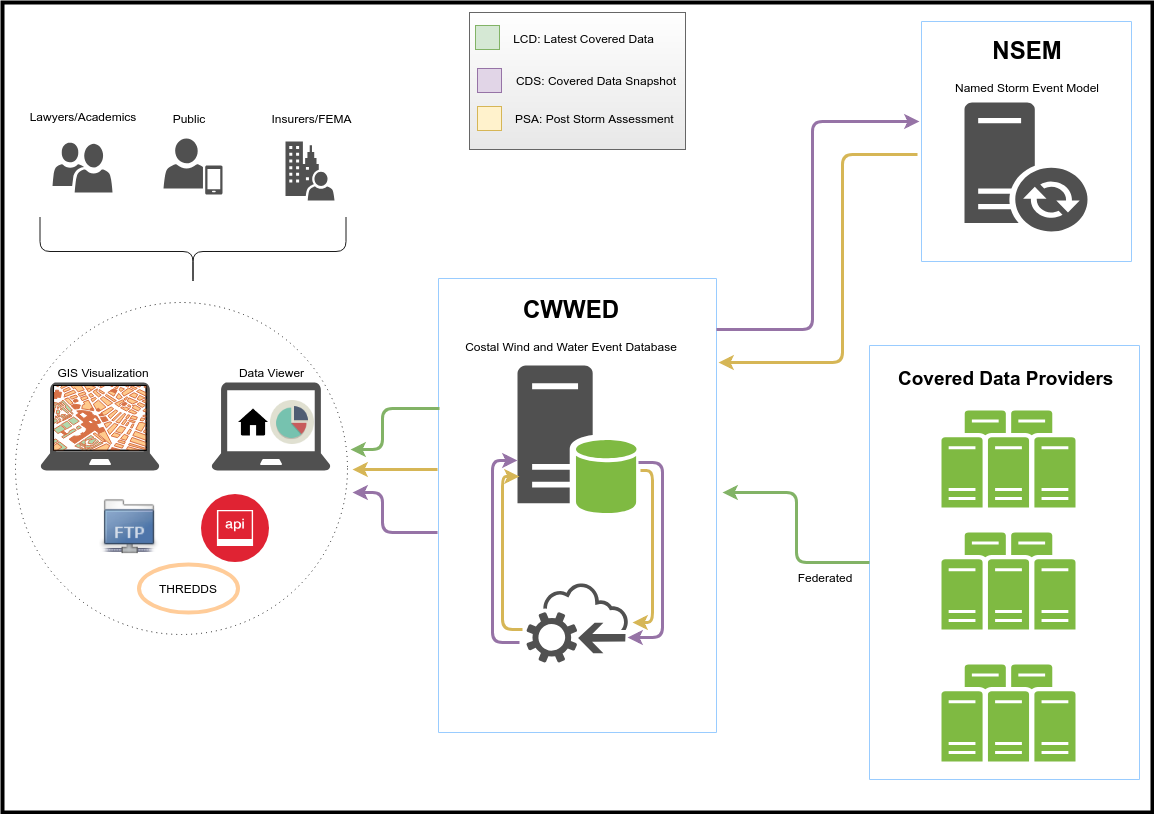 LCD: Latest Covered Data
CDS: Covered Data Snapshot
PSA: Post Storm Assessment
NSEM
Named Storm Event Model
Lawyers/Academics
Public
Insurers/FEMA
CWWED
Costal Wind and Water Event Database
GIS Visualization
Data Viewer
FTP
api
THREDDS
Covered Data Providers
Federated